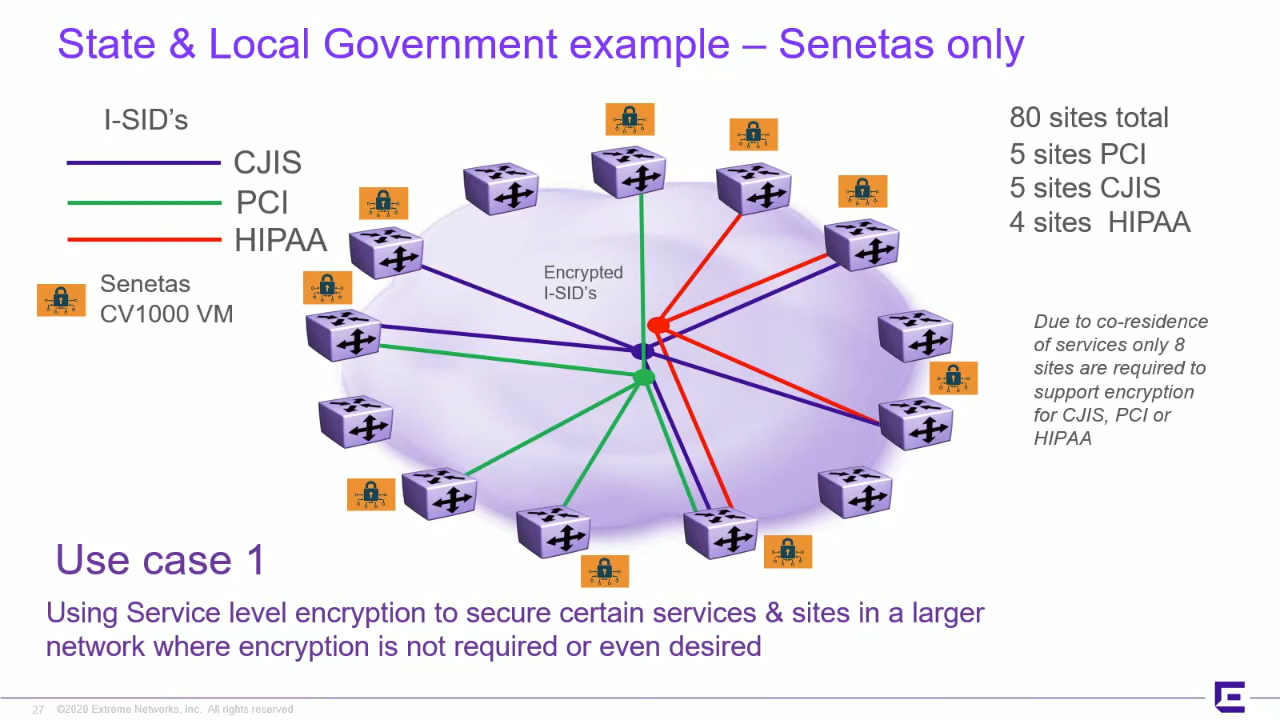 State & Local Government example – Senetas only
I-SID's
CJIS
PCI
HIPAA
Senetas
CV1000 VM
Encrypted
I-SID's
80 sites total
5 sites PCI
5 sites CJIS
4 sites HIPAA
Due to co-residence
of services only 8
sites are required to
support encryption
for CJIS, PCI or
HIPAA
Use case 1
Using Service level encryption to secure certain services & sites in a larger
network where encryption is not required or even desired
27 ©2020 Extreme Networks, Inc. All rights reserved